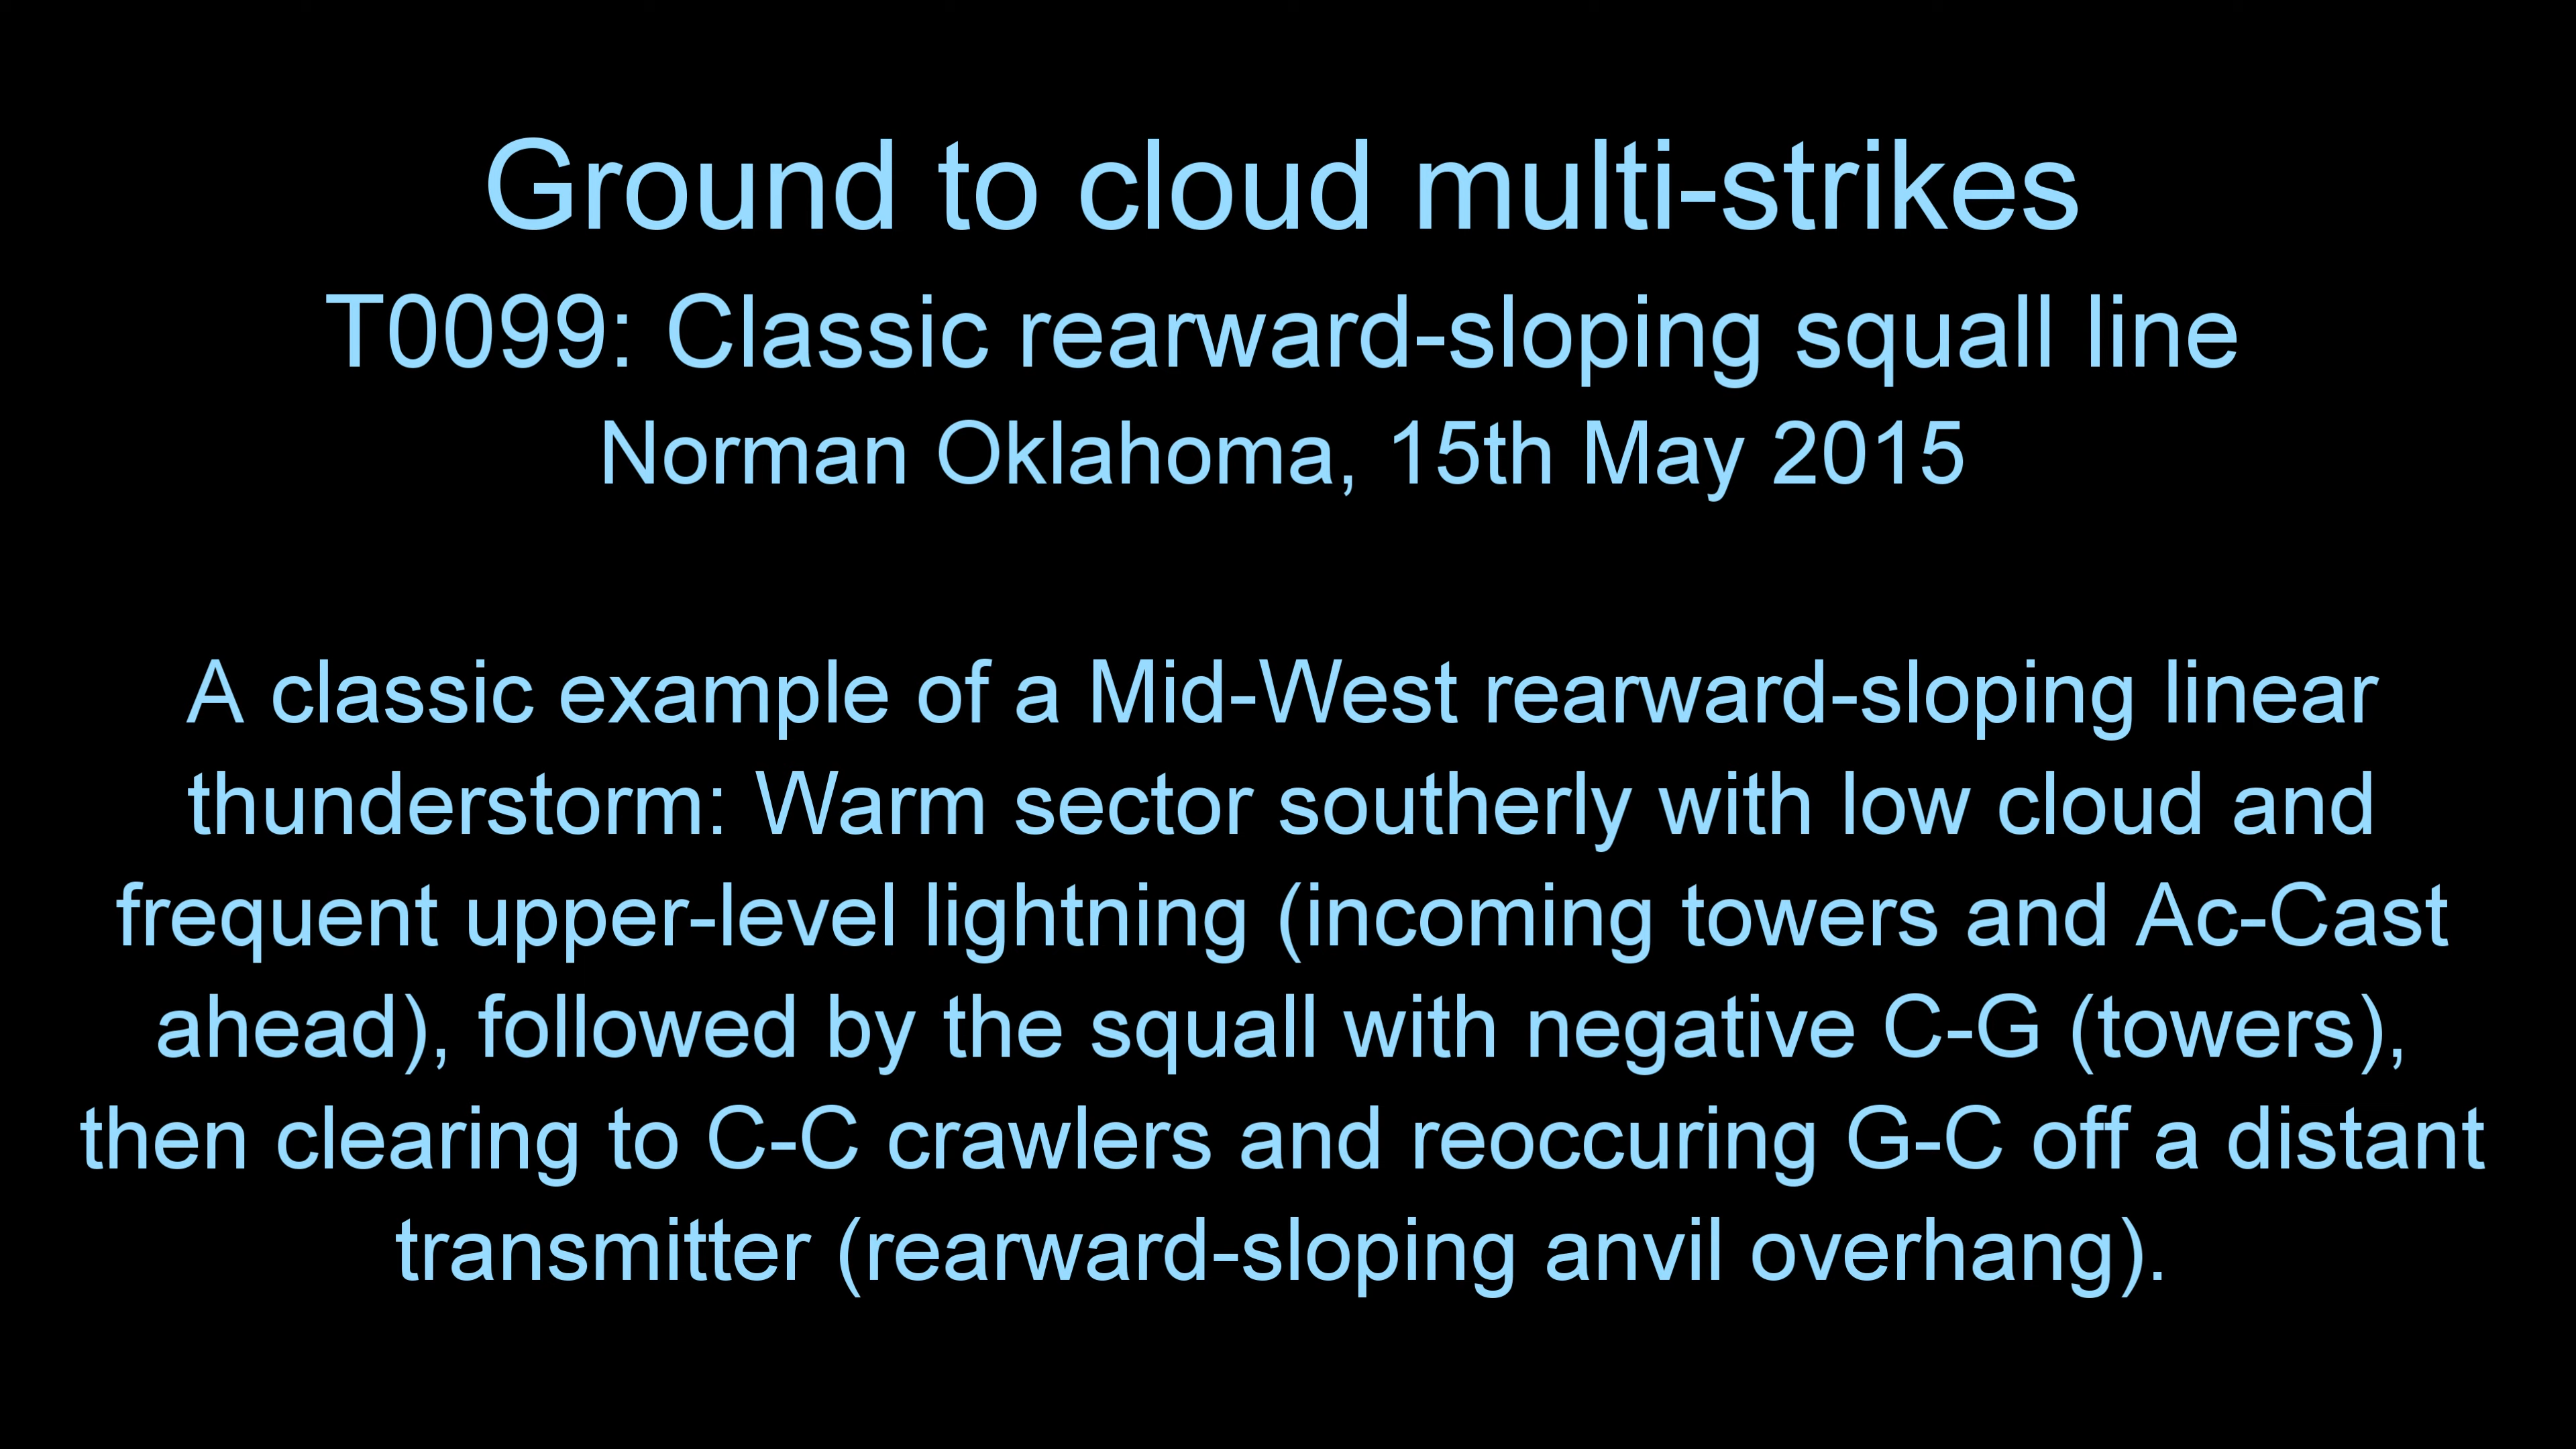 Ground to cloud multi-strikes
T0099: Classic rearward-sloping squall line
Norman Oklahoma, 15th May 2015
A classic example of a Mid-West rearward-sloping linear
thunderstorm: Warm sector southerly with low cloud and
frequent upper-level lightning (incoming towers and Ac-Cast
ahead), followed by the squall with negative C-G (towers),
then clearing to C-C crawlers and reoccuring G-C off a distant
transmitter (rearward-sloping anvil overhang).